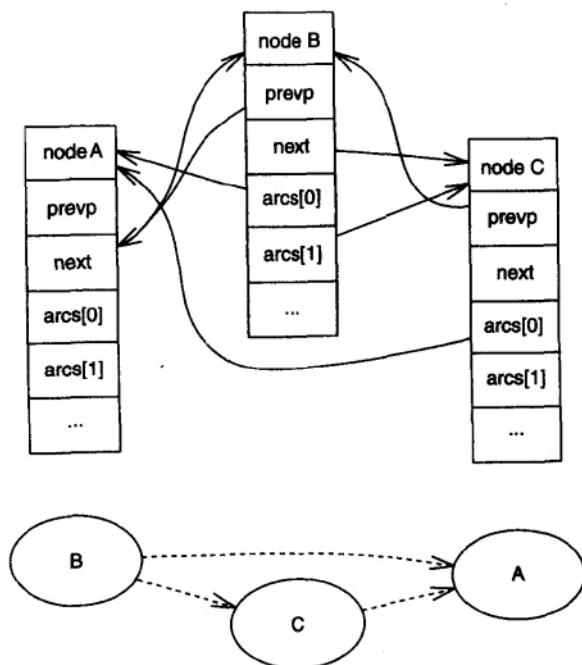 node A
prevp
next
arcs[0]
arcs[1]
...
node B
prevp
next
arcs[0]
arcs[1]
...
node C
prevp
next
arcs[0]
arcs[1]
...
B
C
A